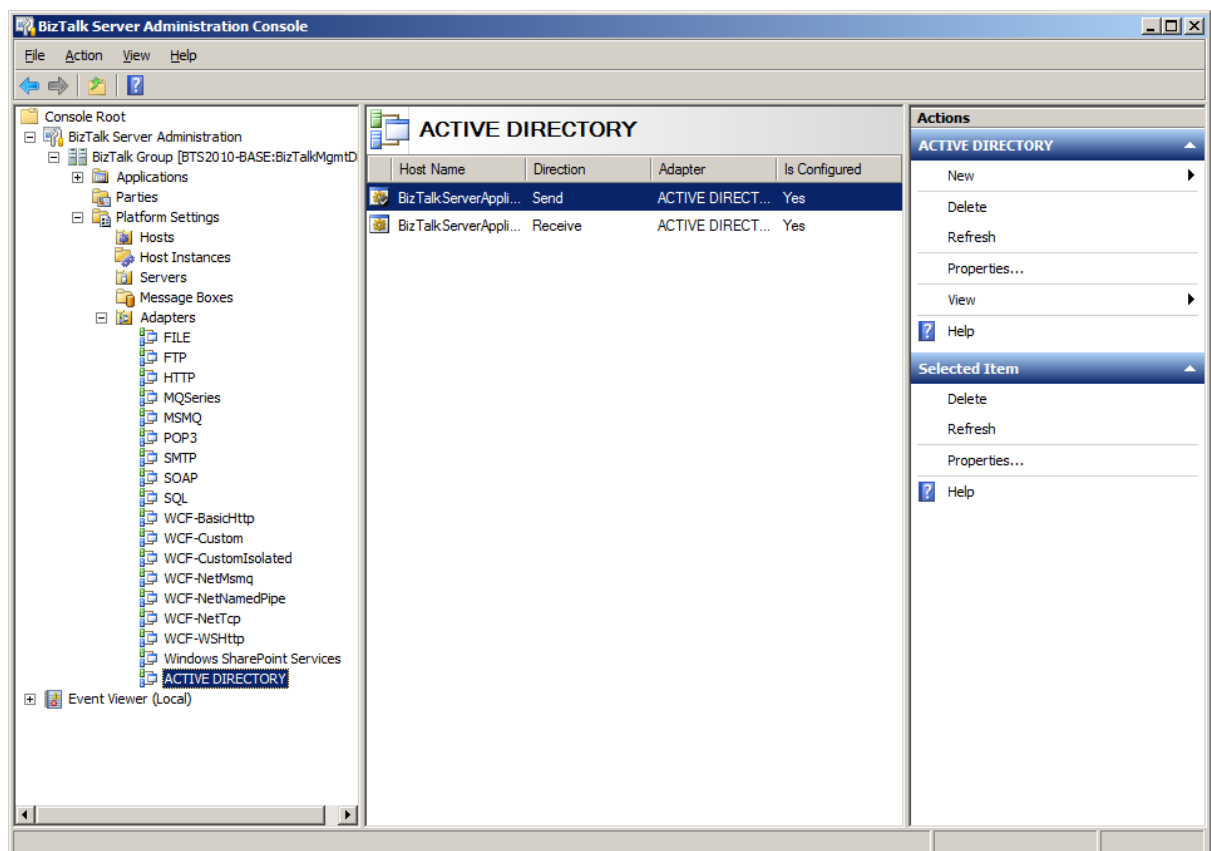 BizTalk Server Administration Console
File Action View Help
Console Root
BizTalk Server Administration
BizTalk Group [BTS2010-BASE:BizTalkMgmtD
Applications
Parties
Platform Settings
Hosts
Host Instances
Servers
Message Boxes
Adapters
FILE
FTP
HTTP
MQSeries
MSMQ
POP3
SMTP
SOAP
SQL
WCF-BasicHttp
WCF-Custom
WCF-CustomIsolated
WCF-NetMsmq
WCF-NetNamedPipe
WCF-NetTcp
WCF-WSHttp
Windows SharePoint Services
ACTIVE DIRECTORY
Event Viewer (Local)
ACTIVE DIRECTORY
Host Name Direction Adapter Is Configured
BizTalkServerAppli... Send ACTIVE DIRECT... Yes
BizTalkServerAppli... Receive ACTIVE DIRECT... Yes
Actions
ACTIVE DIRECTORY
New
Delete
Refresh
Properties...
View
Help
Selected Item
Delete
Refresh
Properties...
Help